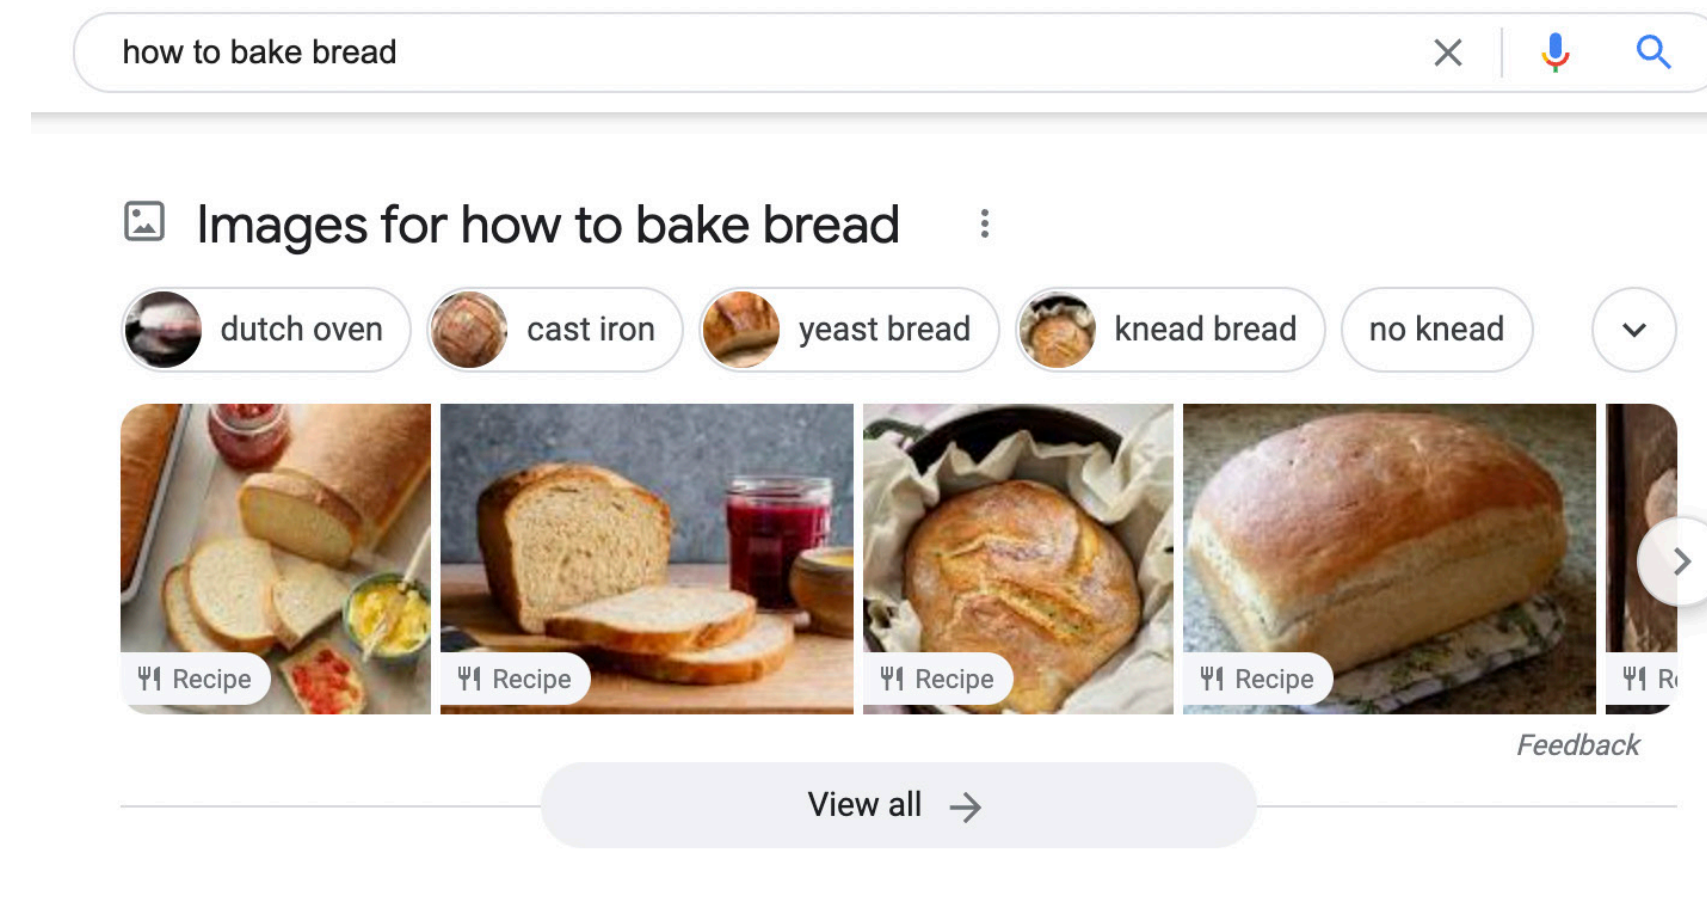 how to bake bread
Images for how to bake bread
dutch oven
cast iron
yeast bread
knead bread
no knead
Recipe
Recipe
Recipe
Recipe
Feedback
View all